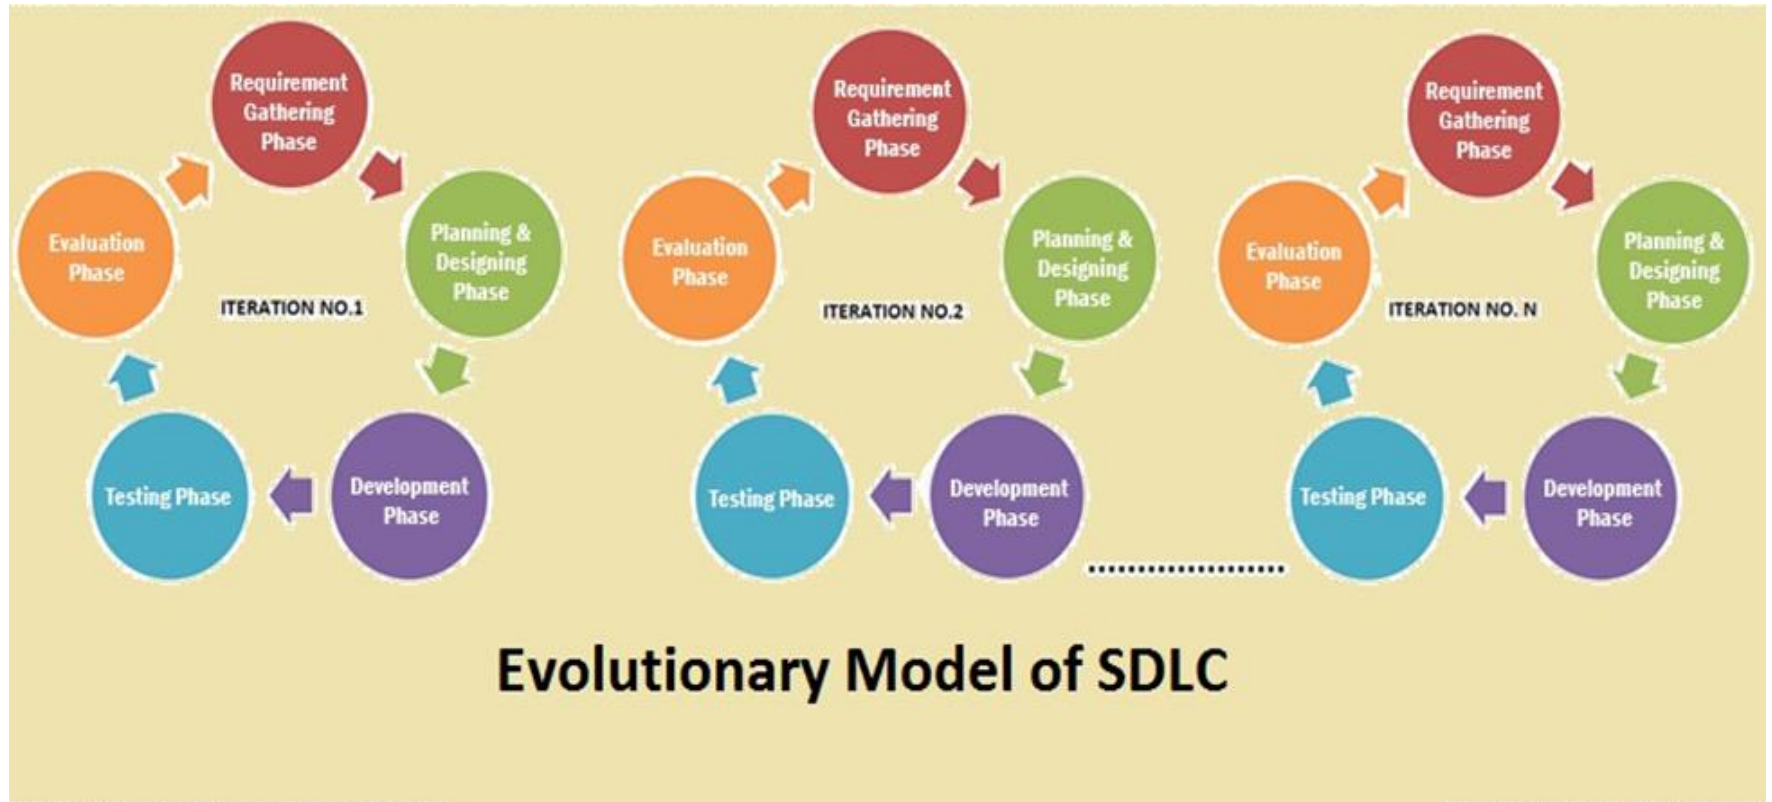 Requirement
Gathering
Phase
Planning &
Designing
Phase
Development
Phase
Testing Phase
Evaluation
Phase
ITERATION NO.1
Requirement
Gathering
Phase
Planning &
Designing
Phase
Development
Phase
Testing Phase
Evaluation
Phase
ITERATION NO.2
....................
Requirement
Gathering
Phase
Planning &
Designing
Phase
Development
Phase
Testing Phase
Evaluation
Phase
ITERATION NO. N
Evolutionary Model of SDLC